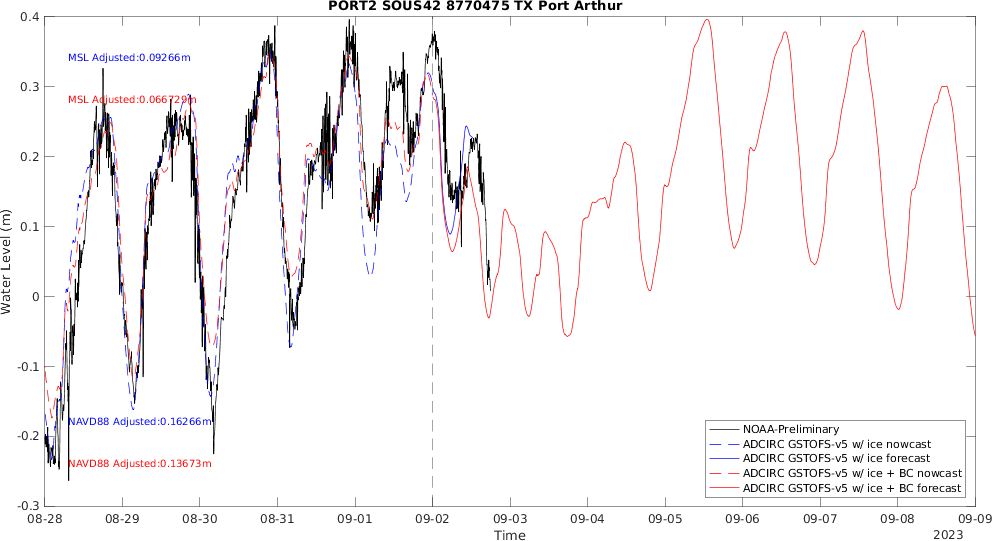 PORT2 SOUS42 8770475 TX Port Arthur
0.4
MSL Adjusted:0.09266m
0.3
MSL Adjusted:0.066729m
0.2
0.1
Water Level (m)
0
-0.1
NAVD88 Adjusted:0.16266m
-0.2
NAVD88 Adjusted:0.13673m
-0.3
NOAA-Preliminary
ADCIRC GSTOFS-v5 w/ ice nowcast
ADCIRC GSTOFS-v5 w/ ice forecast
ADCIRC GSTOFS-v5 w/ ice + BC nowcast
ADCIRC GSTOFS-v5 w/ ice + BC forecast
08-28 08-29 08-30 08-31 09-01 09-02 09-03 09-04 09-05 09-06 09-07 09-08 09-09
Time
2023